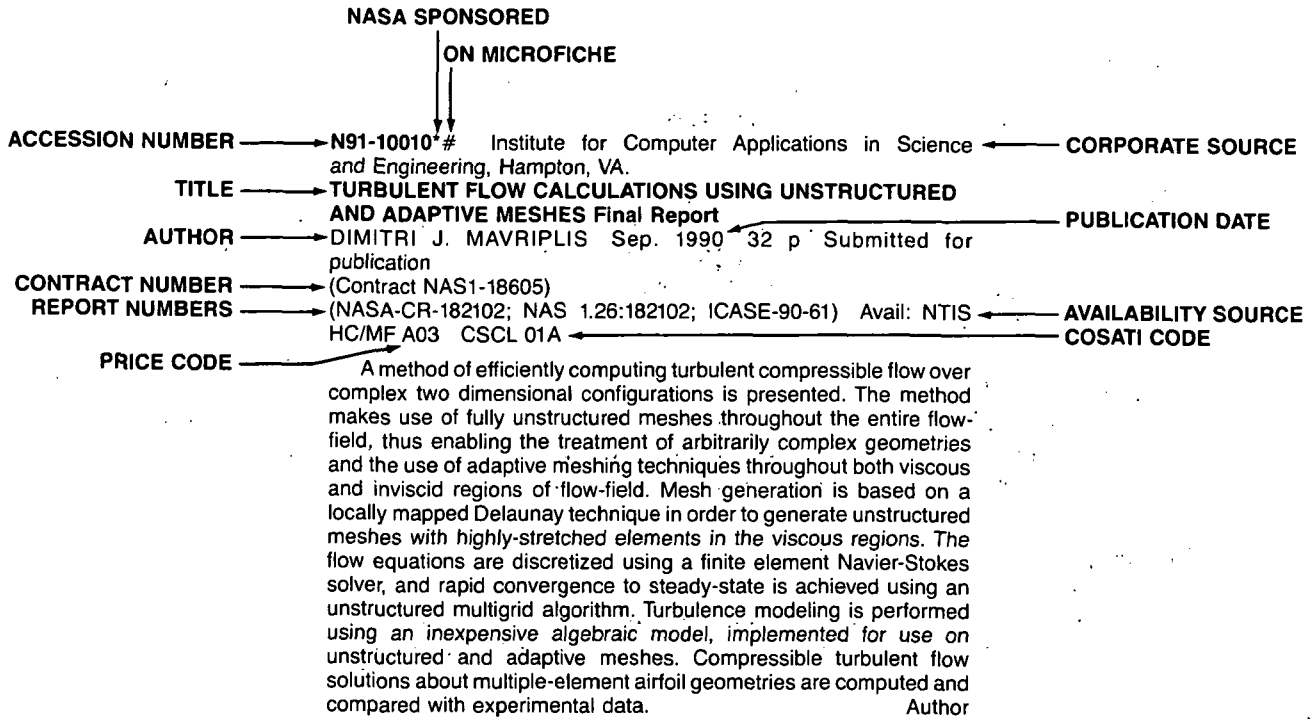 NASA SPONSORED
ON MICROFICHE
ACCESSION NUMBER N91-10010*# Institute for Computer Applications in Science CORPORATE SOURCE
and Engineering, Hampton, VA.
TITLE TURBULENT FLOW CALCULATIONS USING UNSTRUCTURED
AND ADAPTIVE MESHES Final Report PUBLICATION DATE
AUTHOR DIMITRI J. MAVRIPLIS Sep. 1990 32 p Submitted for
publication
CONTRACT NUMBER (Contract NAS1-18605)
REPORT NUMBERS (NASA-CR-182102; NAS 1.26:182102; ICASE-90-61) Avail: NTIS AVAILABILITY SOURCE
HC/MF A03 CSCL 01A COSATI CODE
PRICE CODE
A method of efficiently computing turbulent compressible flow over
complex two dimensional configurations is presented. The method
makes use of fully unstructured meshes throughout the entire flow-
field, thus enabling the treatment of arbitrarily complex geometries
and the use of adaptive meshing techniques throughout both viscous
and inviscid regions of flow-field. Mesh generation is based on a
locally mapped Delaunay technique in order to generate unstructured
meshes with highly-stretched elements in the viscous regions. The
flow equations are discretized using a finite element Navier-Stokes
solver, and rapid convergence to steady-state is achieved using an
unstructured multigrid algorithm. Turbulence modeling is performed
using an inexpensive algebraic model, implemented for use on
unstructured and adaptive meshes. Compressible turbulent flow
solutions about multiple-element airfoil geometries are computed and
compared with experimental data. Author